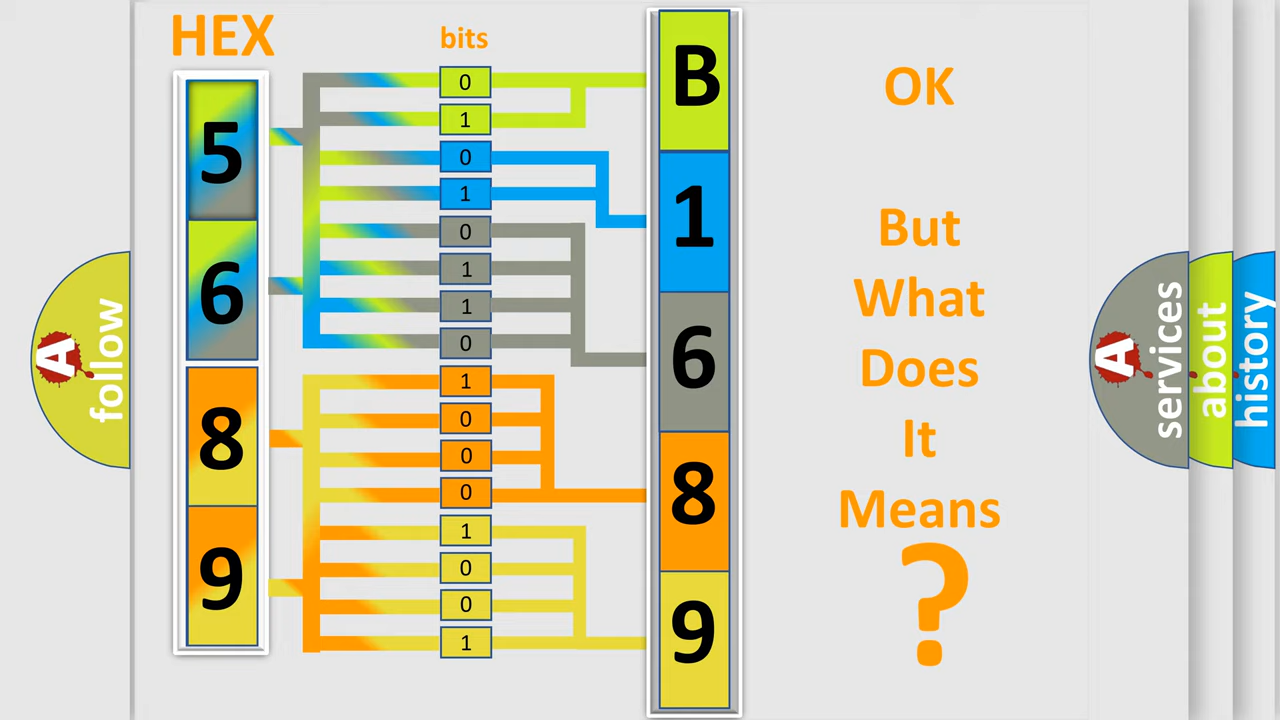 HEX
bits
5
6
8
9
0
1
0
1
0
1
1
0
1
0
0
0
1
0
0
1
B
1
6
8
9
OK
But
What
Does
It
Means
?
A
follow
A
services
about
history